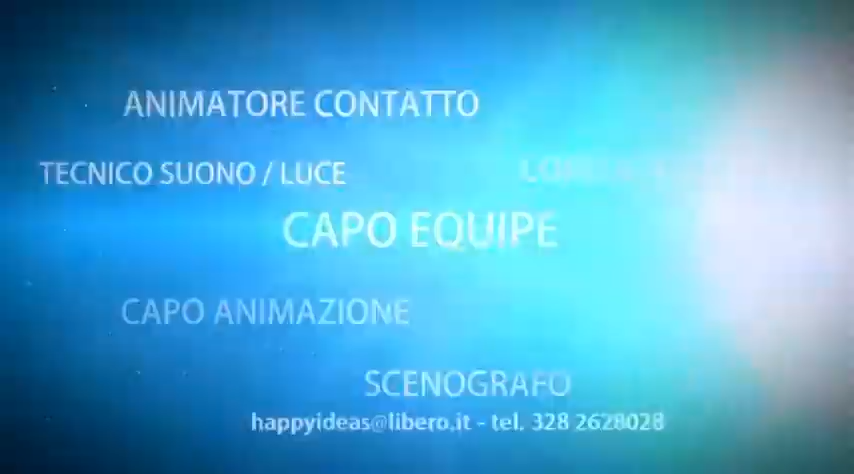 ANIMATORE CONTATTO
TECNICO SUONO / LUCE
CAPO EQUIPE
CAPO ANIMAZIONE
SCENOGRAFO
happyideas@libero.it - tel. 328 2628028